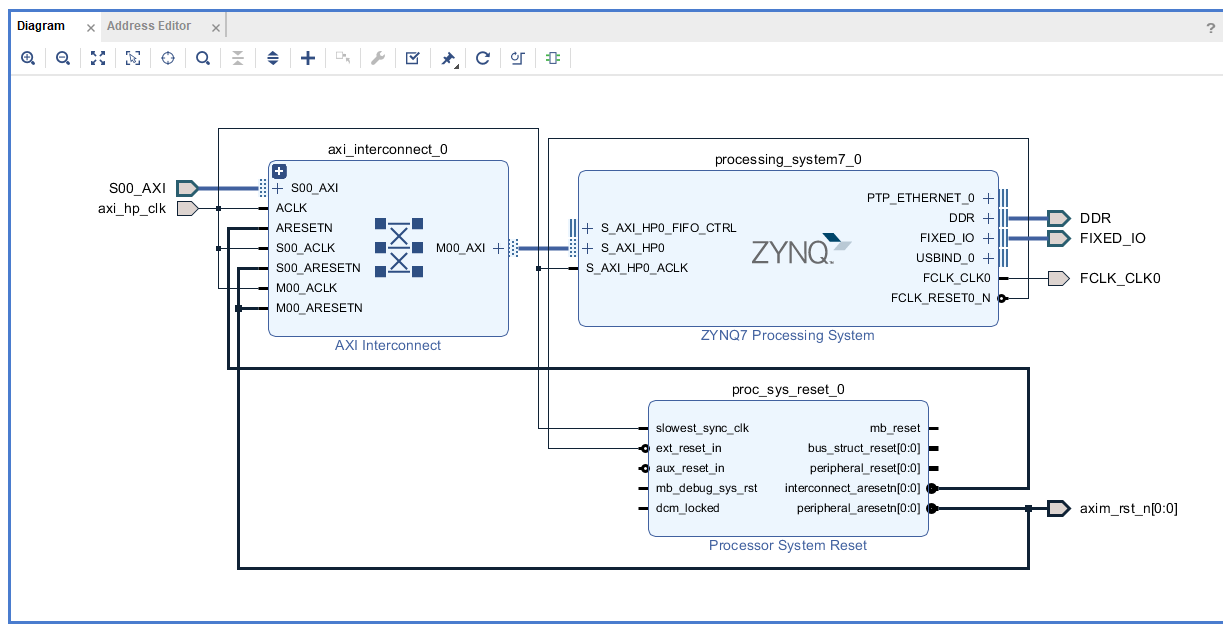 Diagram
Address Editor
?
axi_interconnect_0
S00_AXI
axi_hp_clk
S00_AXI
ACLK
ARESETN
S00_ACLK
S00_ARESETN
M00_ACLK
M00_ARESETN
M00_AXI
AXI Interconnect
processing_system7_0
S_AXI_HP0_FIFO_CTRL
S_AXI_HP0
S_AXI_HP0_ACLK
ZYNQ
PTP_ETHERNET_0
DDR
FIXED_IO
USBIND_0
FCLK_CLK0
FCLK_RESET0_N
ZYNQ7 Processing System
DDR
FIXED_IO
FCLK_CLK0
proc_sys_reset_0
slowest_sync_clk
ext_reset_in
aux_reset_in
mb_debug_sys_rst
dcm_locked
mb_reset
bus_struct_reset[0:0]
peripheral_reset[0:0]
interconnect_aresetn[0:0]
peripheral_aresetn[0:0]
Processor System Reset
axim_rst_n[0:0]